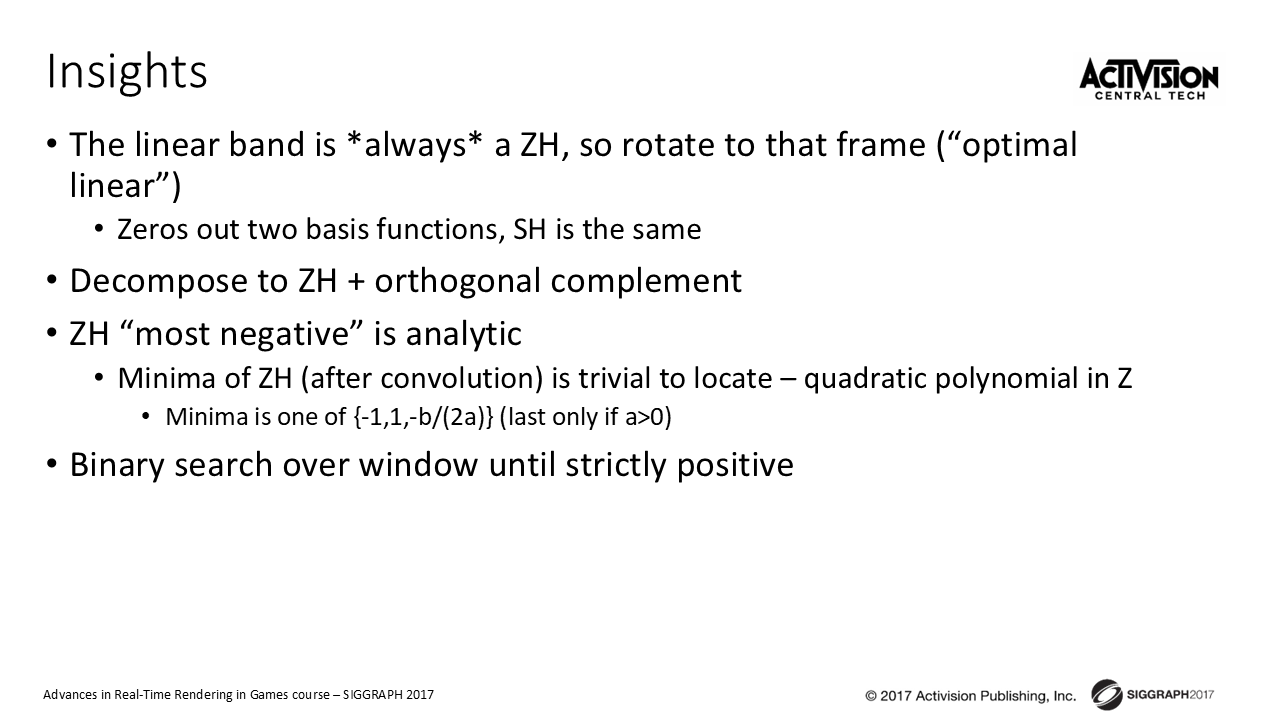 Insights
ACTIVISION
CENTRAL TECH
• The linear band is *always* a ZH, so rotate to that frame (“optimal
linear”)
• Zeros out two basis functions, SH is the same
• Decompose to ZH + orthogonal complement
• ZH “most negative” is analytic
• Minima of ZH (after convolution) is trivial to locate – quadratic polynomial in Z
• Minima is one of {-1,1,-b/(2a)} (last only if a>0)
• Binary search over window until strictly positive
Advances in Real-Time Rendering in Games course – SIGGRAPH 2017
© 2017 Activision Publishing, Inc.
SIGGRAPH2017